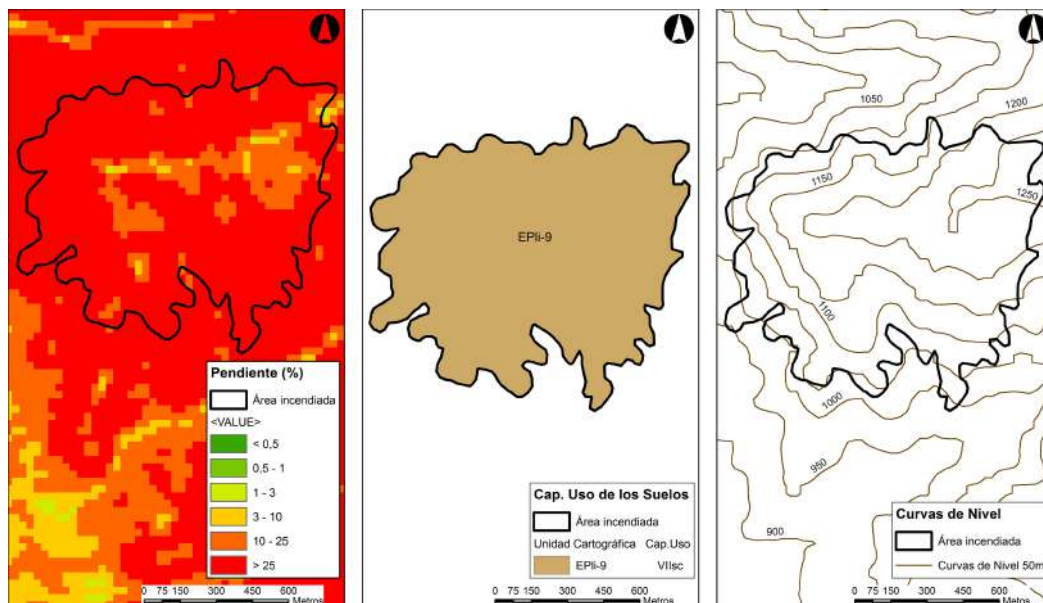 Pendiente (%)
Área incendiada
<VALUE>
< 0,5
0,5 - 1
1 - 3
3 - 10
10 - 25
> 25
0 75 150 300 450 600
Metros
EPli-9
Cap. Uso de los Suelos
Área incendiada
Unidad Cartográfica Cap.Uso
EPli-9 VIIsc
0 75 150 300 450 600
Metros
1050
1200
1150
1250
1100
1000
950
900
Curvas de Nivel
Área incendiada
Curvas de Nivel 50m
0 75 150 300 450 600
Metros